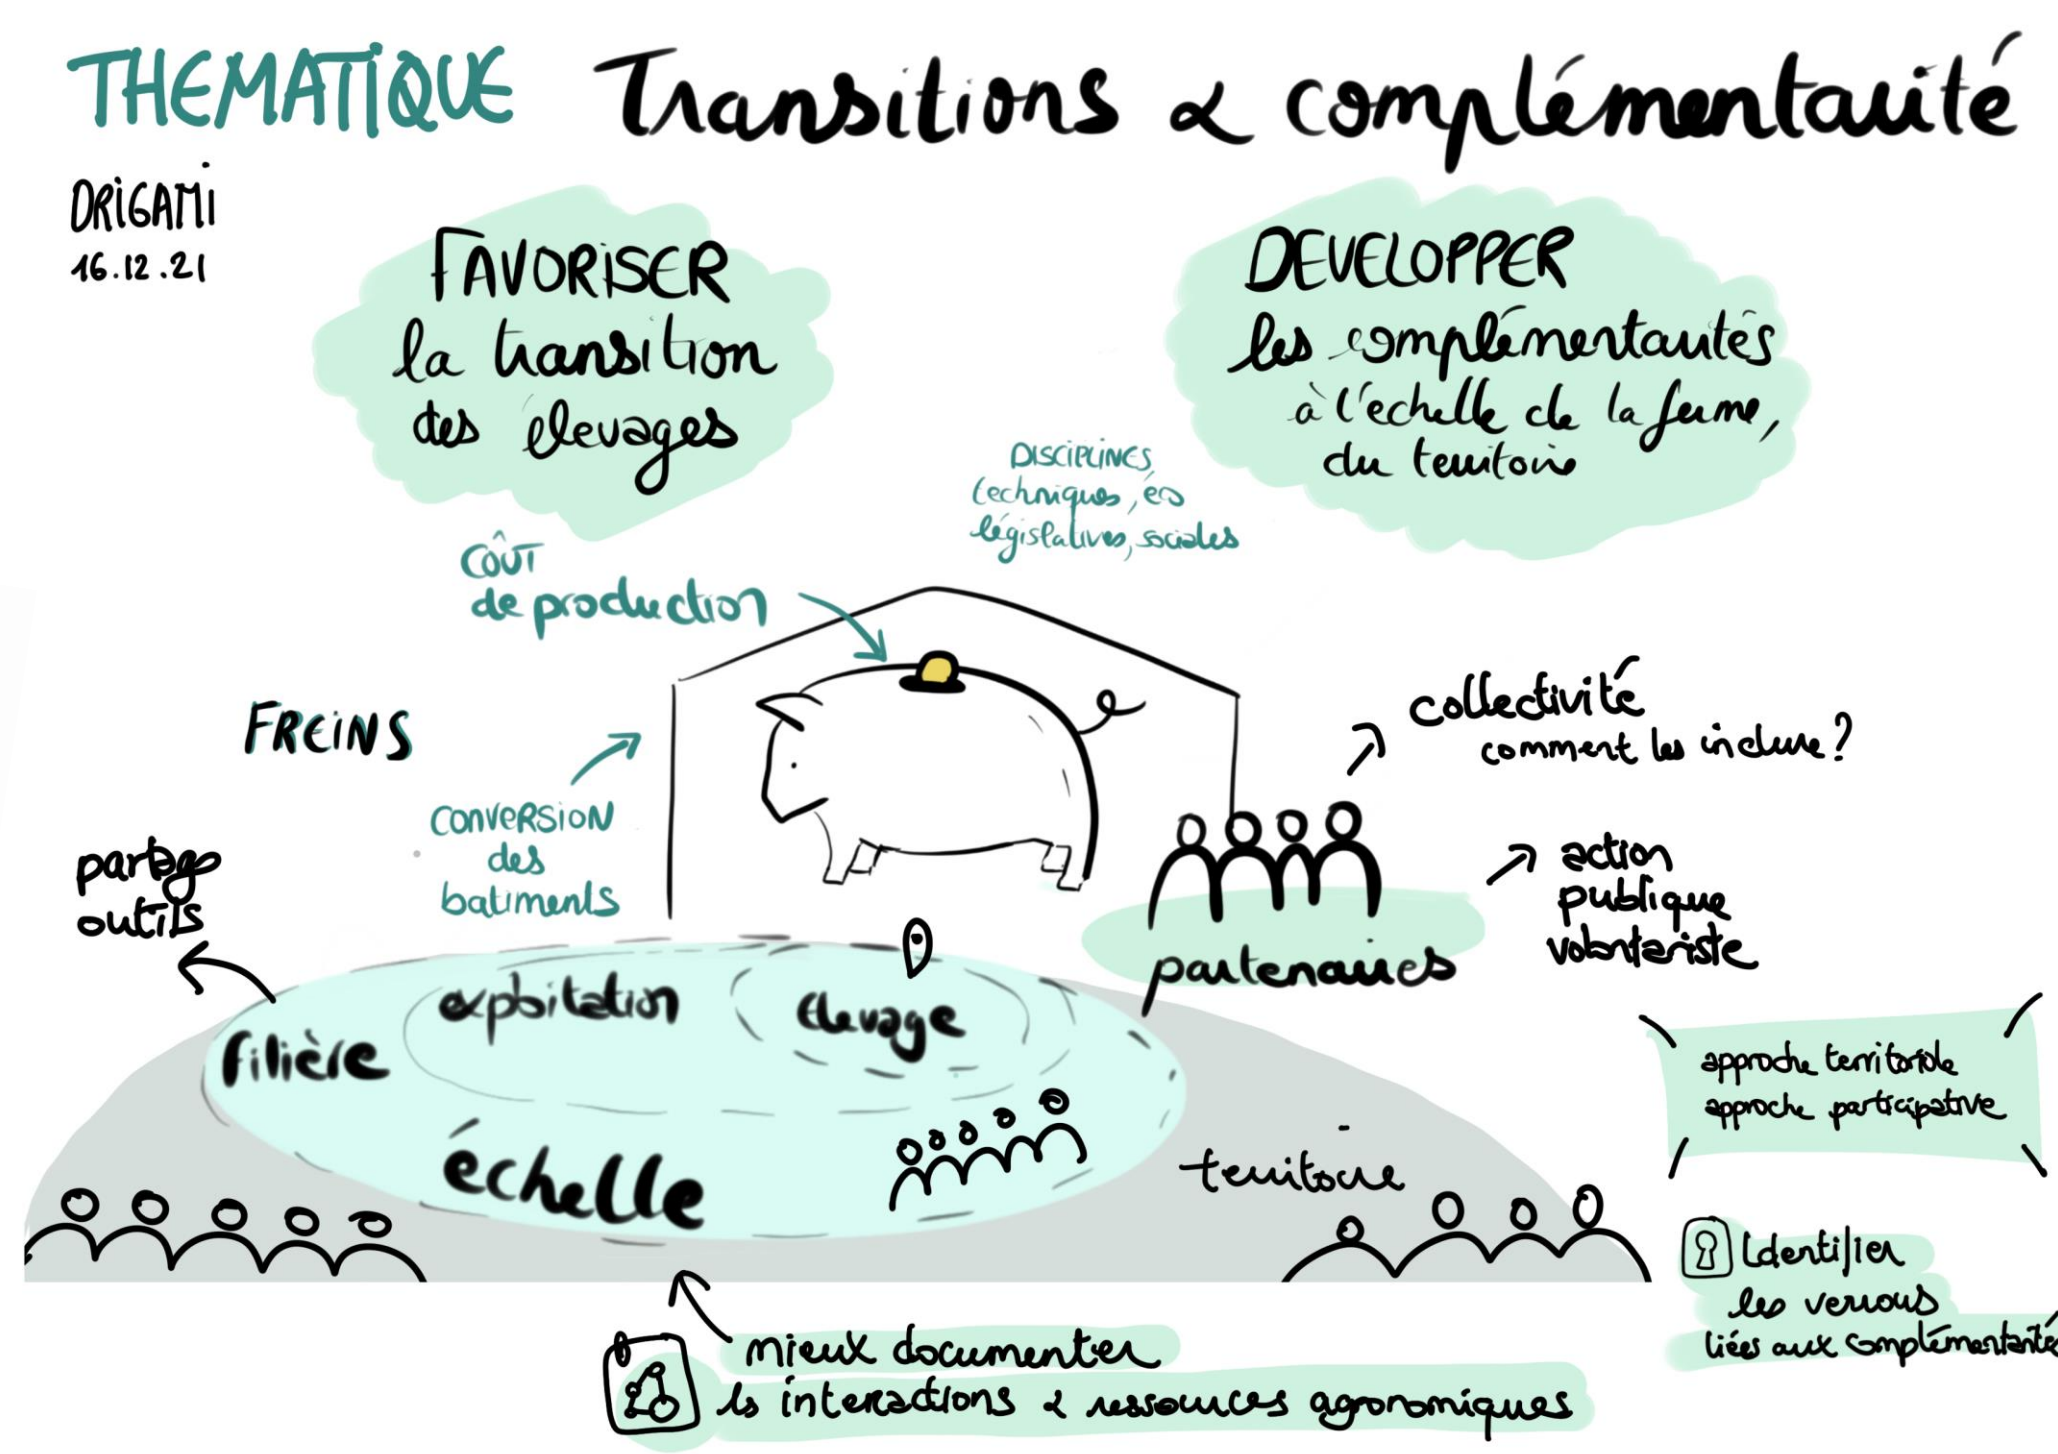 THEMATIQUE Transitions & complémentarité
ORIGAMI
16.12.21
FAVORISER
la transition
des élevages
DEVELOPPER
les complémentarités
à l'echelle de la ferme,
du territoire
DISCIPLINES
techniques, éco
législatives, sociales
COÛT
de production
FREINS
CONVERSION
des
batiments
collectivité
comment les inclure ?
action
publique
volontariste
partage
outils
partenaires
exploitation
élevage
filière
échelle
territoire
approche territoriale
approche participative
Identifier
les verrous
liées aux complémentarité
mieux documenter
ls interactions & ressources agronomiques